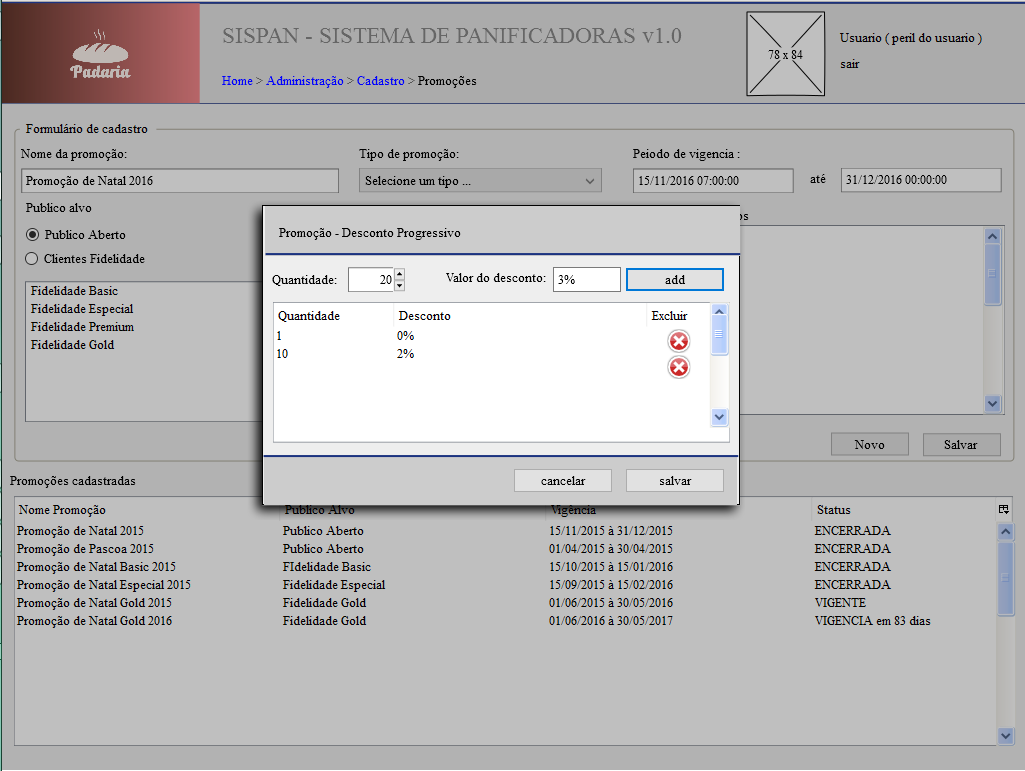 Padaria
SISPAN - SISTEMA DE PANIFICADORAS v1.0
Home > Administração > Cadastro > Promoções
78 x 84
Usuario ( peril do usuario )
sair
Formulário de cadastro
Nome da promoção:
Tipo de promoção:
Peiodo de vigencia :
Promoção de Natal 2016
Selecione um tipo ...
15/11/2016 07:00:00
até
31/12/2016 00:00:00
Publico alvo
Publico Aberto
Clientes Fidelidade
Fidelidade Basic
Fidelidade Especial
Fidelidade Premium
Fidelidade Gold
Promoção - Desconto Progressivo
Quantidade:
20
Valor do desconto:
3%
add
Quantidade Desconto Excluir
1 0%
10 2%
cancelar
salvar
Novo
Salvar
Promoções cadastradas
Nome Promoção Publico Alvo Vigência Status
Promoção de Natal 2015 Publico Aberto 15/11/2015 à 31/12/2015 ENCERRADA
Promoção de Pascoa 2015 Publico Aberto 01/04/2015 à 30/04/2015 ENCERRADA
Promoção de Natal Basic 2015 FIdelidade Basic 15/10/2015 à 15/01/2016 ENCERRADA
Promoção de Natal Especial 2015 Fidelidade Especial 15/09/2015 à 15/02/2016 ENCERRADA
Promoção de Natal Gold 2015 Fidelidade Gold 01/06/2015 à 30/05/2016 VIGENTE
Promoção de Natal Gold 2016 Fidelidade Gold 01/06/2016 à 30/05/2017 VIGENCIA em 83 dias